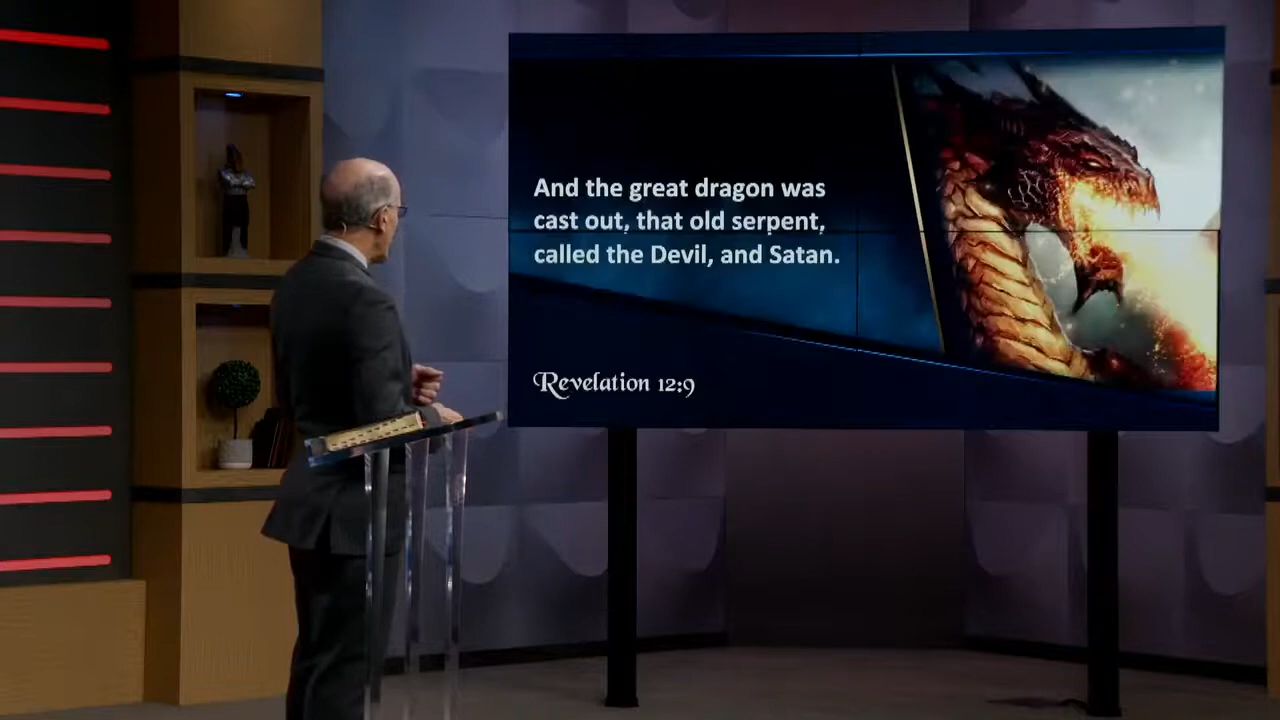 And the great dragon was
cast out, that old serpent,
called the Devil, and Satan.
Revelation 12:9